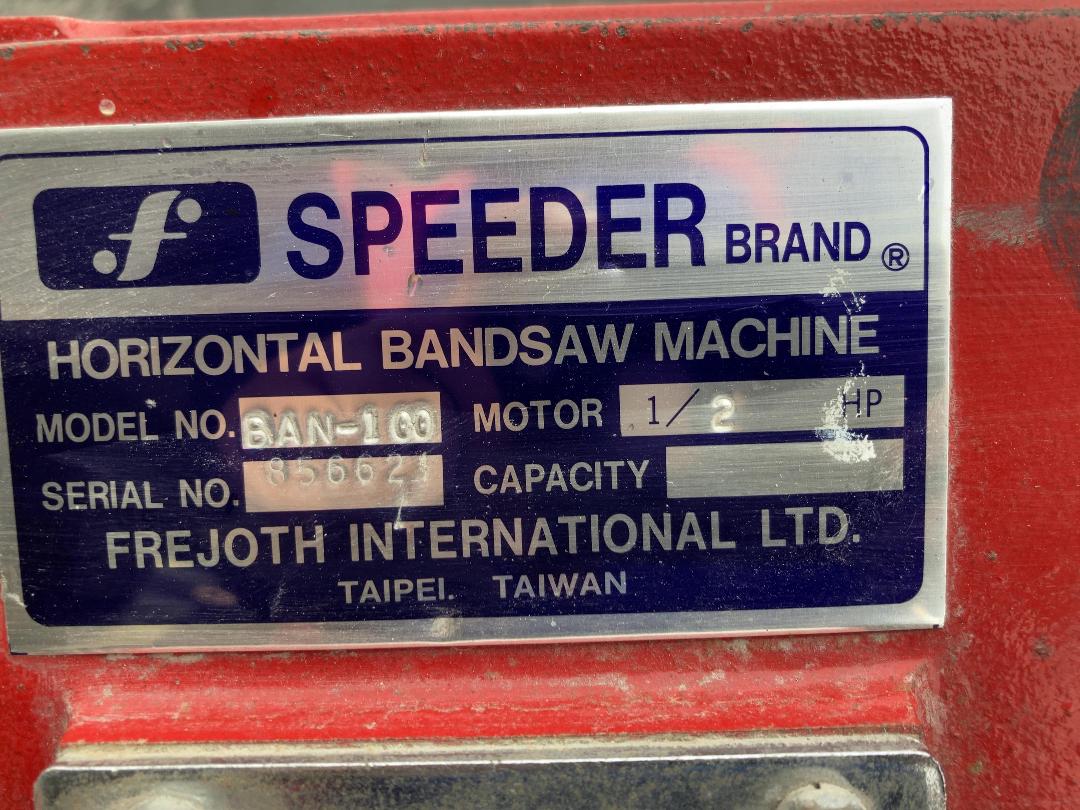 f SPEEDER BRAND ®
HORIZONTAL BANDSAW MACHINE
MODEL NO. BAN-100 MOTOR 1/2 HP
SERIAL NO. 856621 CAPACITY
FREJOTH INTERNATIONAL LTD.
TAIPEI. TAIWAN